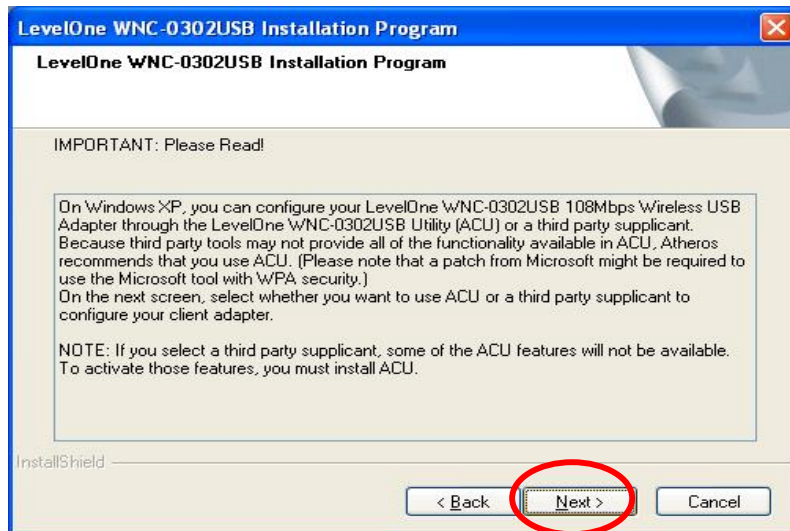 LevelOne WNC-0302USB Installation Program
LevelOne WNC-0302USB Installation Program
IMPORTANT: Please Read!
On Windows XP, you can configure your LevelOne WNC-0302USB 108Mbps Wireless USB
Adapter through the LevelOne WNC-0302USB Utility (ACU) or a third party supplicant.
Because third party tools may not provide all of the functionality available in ACU, Atheros
recommends that you use ACU. (Please note that a patch from Microsoft might be required to
use the Microsoft tool with WPA security.)
On the next screen, select whether you want to use ACU or a third party supplicant to
configure your client adapter.
NOTE: If you select a third party supplicant, some of the ACU features will not be available.
To activate those features, you must install ACU.
InstallShield
< Back Next > Cancel